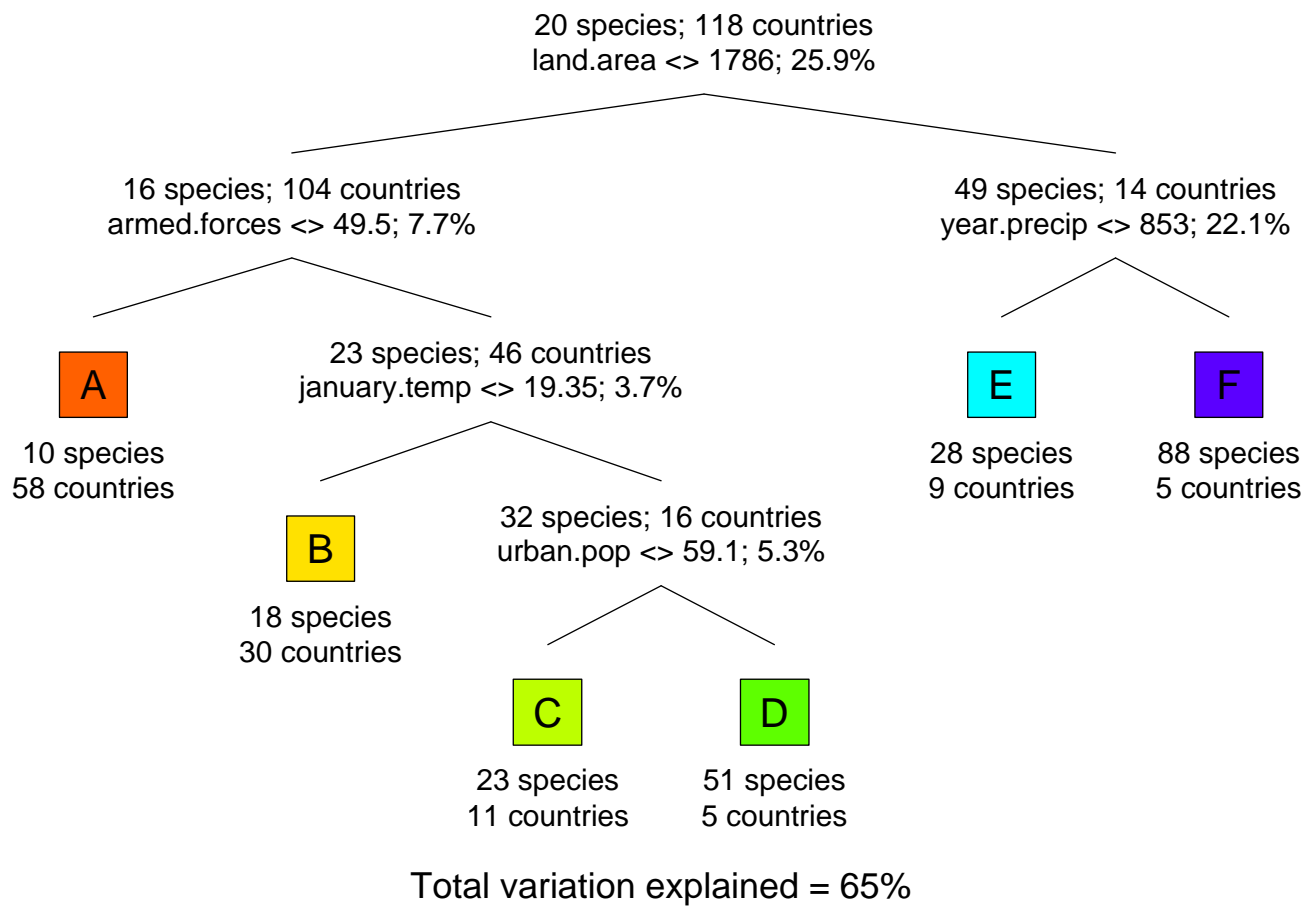 20 species; 118 countries
land.area <> 1786; 25.9%
16 species; 104 countries
armed.forces <> 49.5; 7.7%
49 species; 14 countries
year.precip <> 853; 22.1%
A
10 species
58 countries
23 species; 46 countries
january.temp <> 19.35; 3.7%
E
28 species
9 countries
F
88 species
5 countries
B
18 species
30 countries
32 species; 16 countries
urban.pop <> 59.1; 5.3%
C
23 species
11 countries
D
51 species
5 countries
Total variation explained = 65%